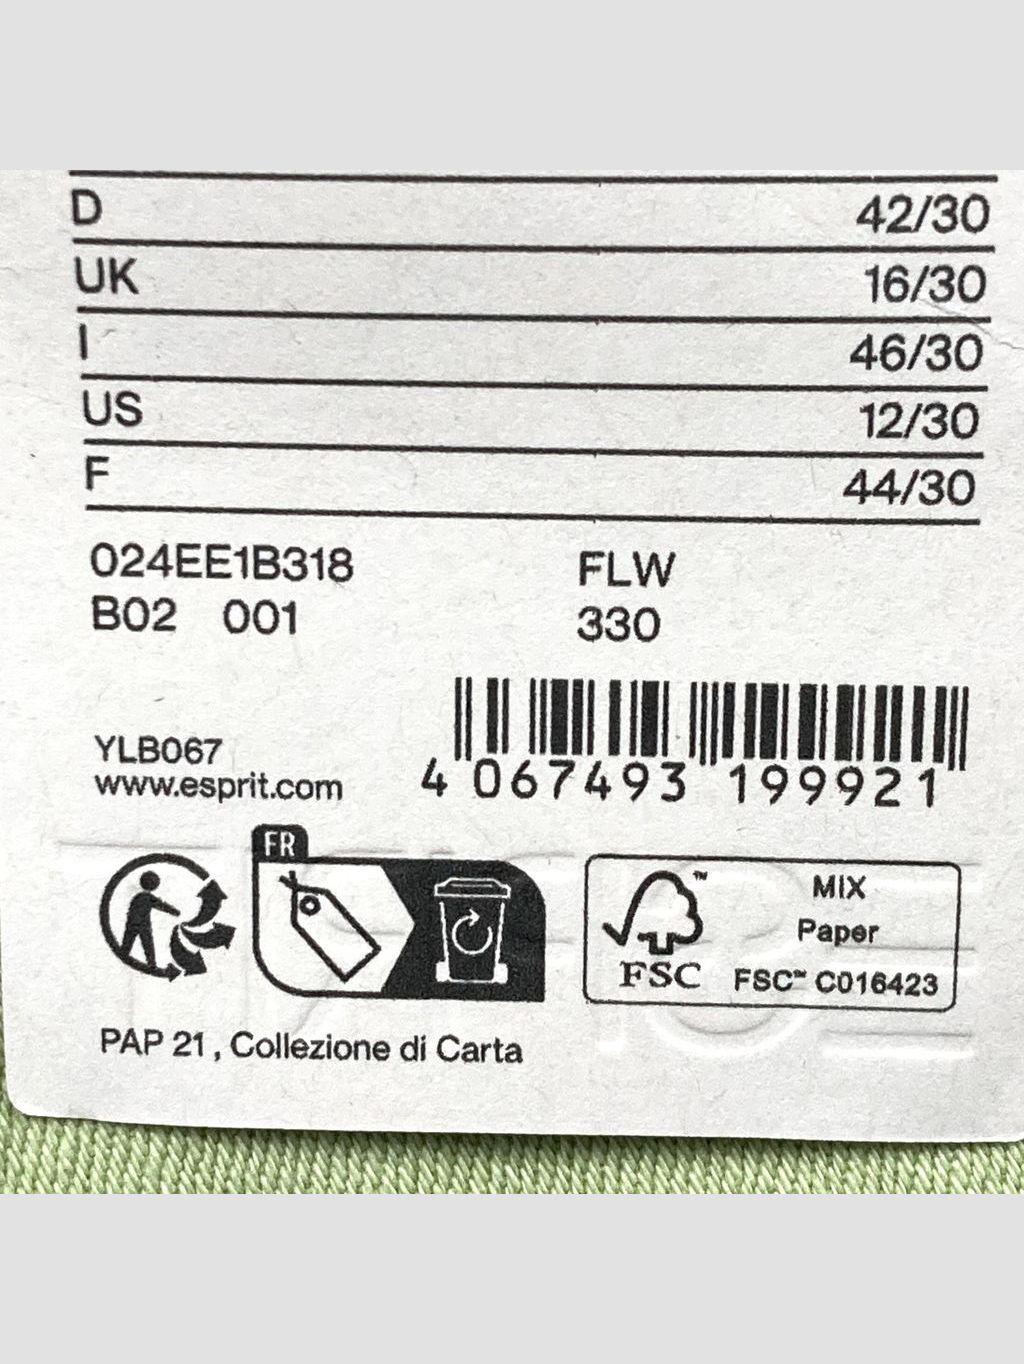 D 42/30
UK 16/30
I 46/30
US 12/30
F 44/30
024EE1B318 FLW
B02 001 330
YLB067
www.esprit.com
4 067493 199921
FR
MIX
Paper
FSC™ C016423
™
FSC
PAP 21, Collezione di Carta